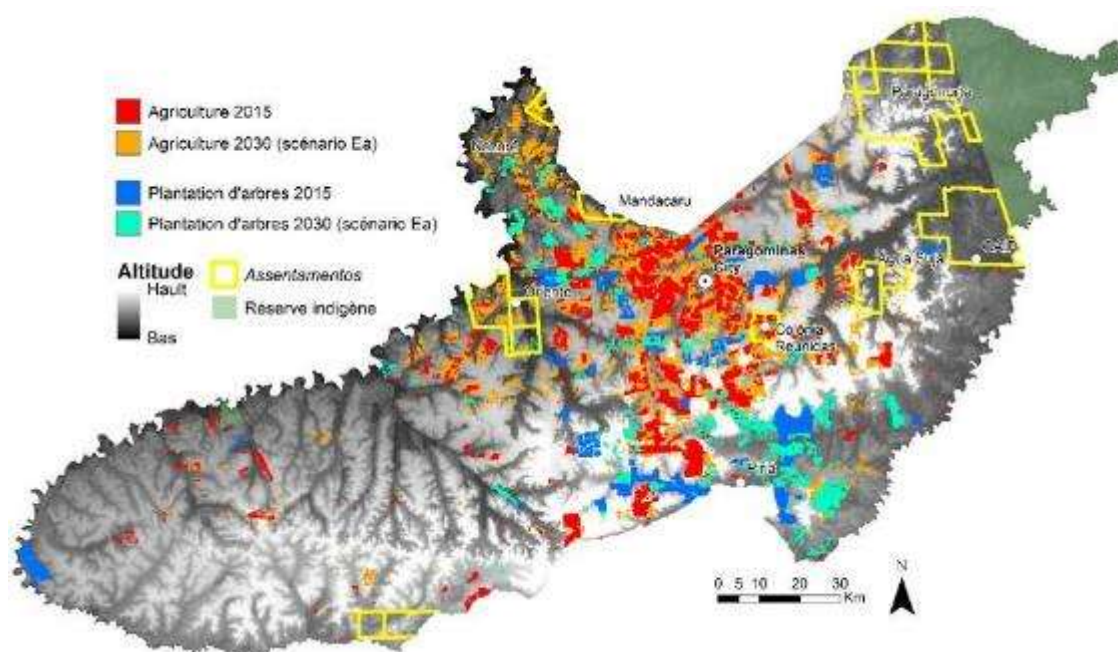 Agriculture 2015
Agriculture 2030 (scénario Ea)
Plantation d'arbres 2015
Plantation d'arbres 2030 (scénario Ea)
Altitude
Hault
Bas
Assentamentos
Réserve indigène
Mandacaru
Paragominas
City
Colônia
Reunidas
N
0 5 10 20 30
Km